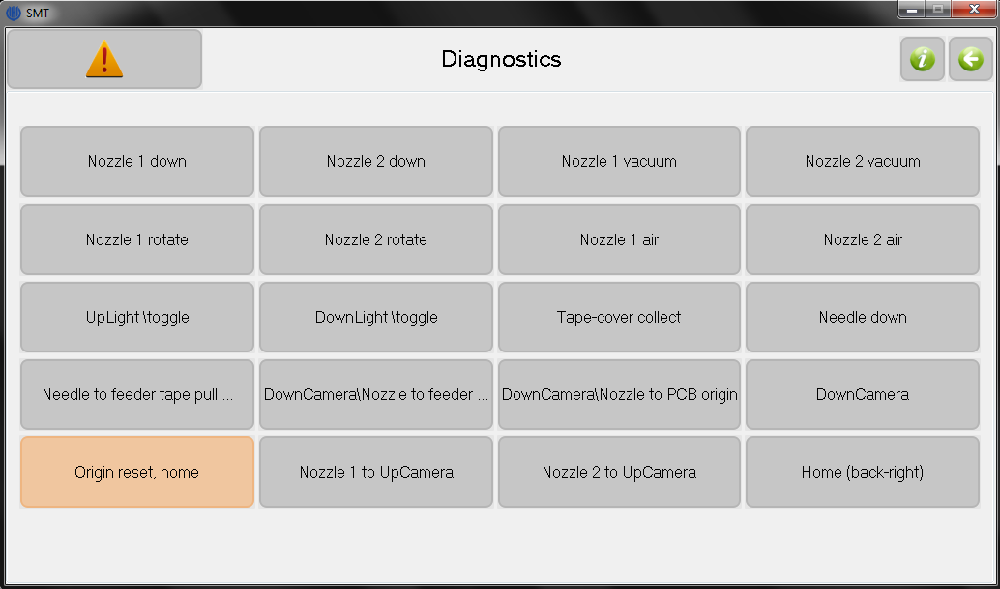 SMT
Diagnostics
Nozzle 1 down
Nozzle 2 down
Nozzle 1 vacuum
Nozzle 2 vacuum
Nozzle 1 rotate
Nozzle 2 rotate
Nozzle 1 air
Nozzle 2 air
UpLight \toggle
DownLight \toggle
Tape-cover collect
Needle down
Needle to feeder tape pull ...
DownCamera\Nozzle to feeder ...
DownCamera\Nozzle to PCB origin
DownCamera
Origin reset, home
Nozzle 1 to UpCamera
Nozzle 2 to UpCamera
Home (back-right)